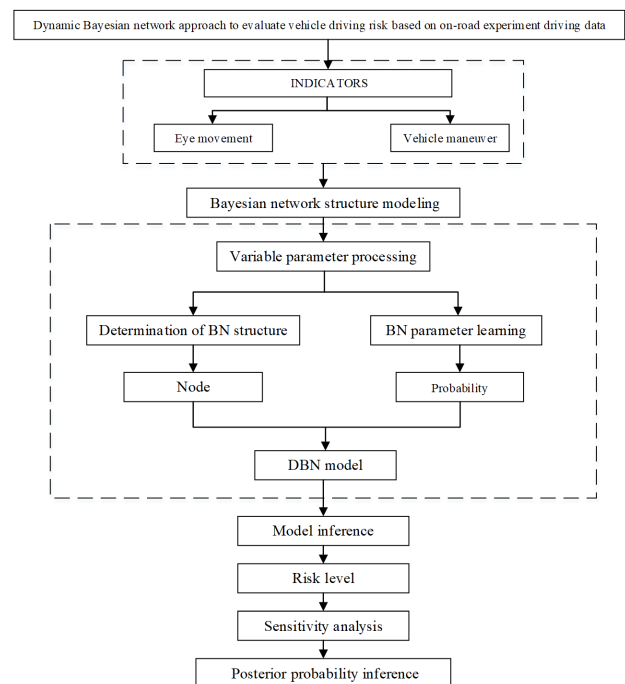 Dynamic Bayesian network approach to evaluate vehicle driving risk based on on-road experiment driving data
INDICATORS
Eye movement
Vehicle maneuver
Bayesian network structure modeling
Variable parameter processing
Determination of BN structure
BN parameter learning
Node
Probability
DBN model
Model inference
Risk level
Sensitivity analysis
Posterior probability inference